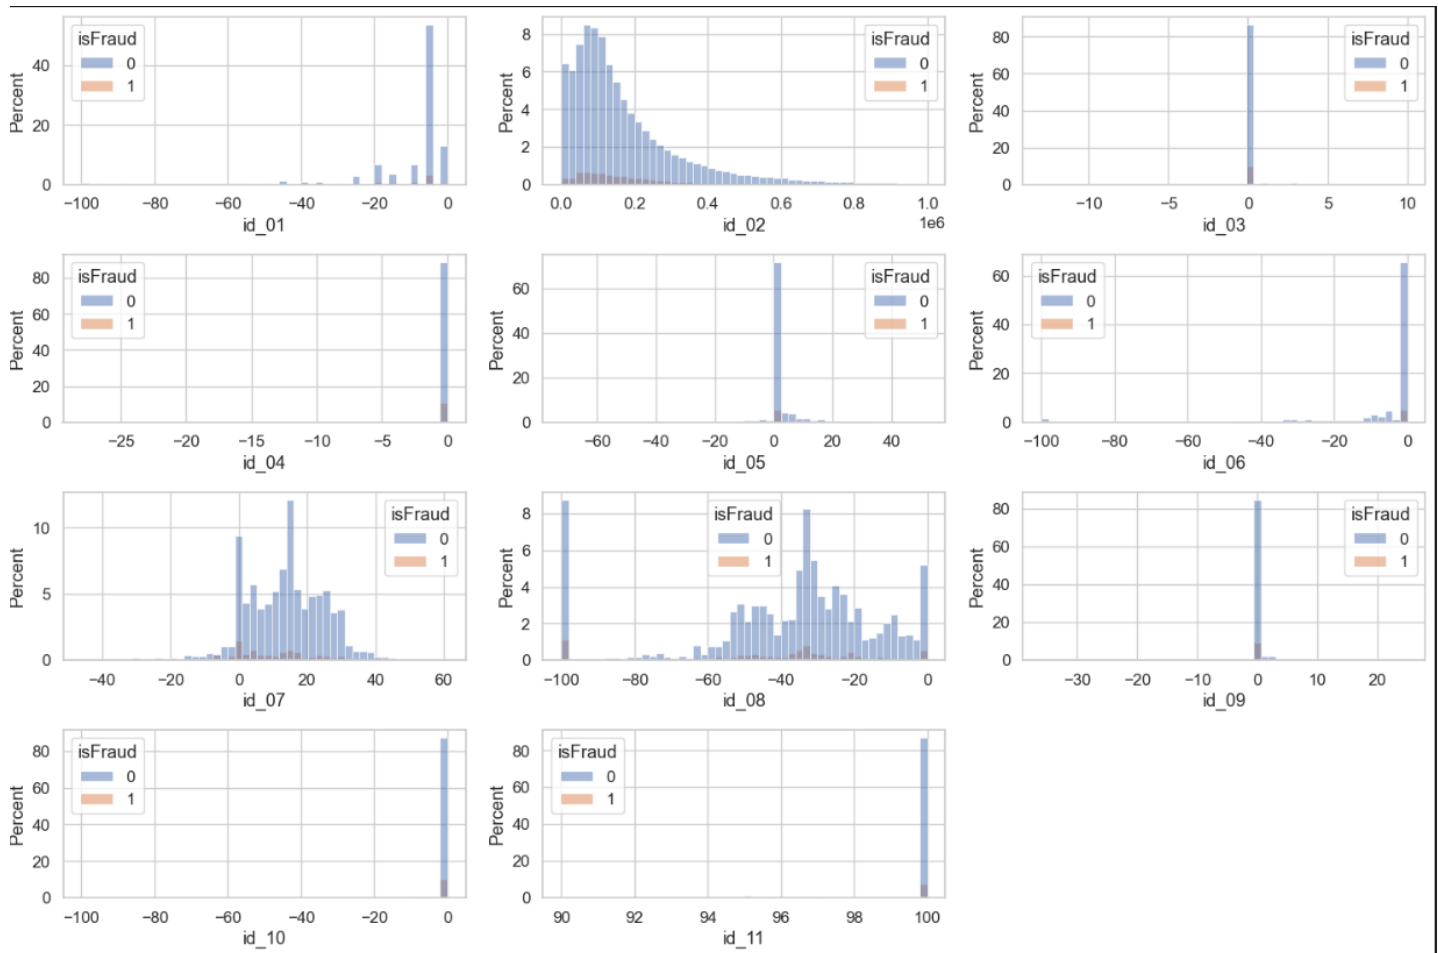 isFraud
0
1
Percent
40
20
0
−100 −80 −60 −40 −20 0
id_01
isFraud
0
1
Percent
8
6
4
2
0
0.0 0.2 0.4 0.6 0.8 1.0
1e6
id_02
isFraud
0
1
Percent
80
60
40
20
0
−10 −5 0 5 10
id_03
isFraud
0
1
Percent
80
60
40
20
0
−25 −20 −15 −10 −5 0
id_04
isFraud
0
1
Percent
60
40
20
0
−60 −40 −20 0 20 40
id_05
isFraud
0
1
Percent
60
40
20
0
−100 −80 −60 −40 −20 0
id_06
isFraud
0
1
Percent
10
5
0
−40 −20 0 20 40 60
id_07
isFraud
0
1
Percent
8
6
4
2
0
−100 −80 −60 −40 −20 0
id_08
isFraud
0
1
Percent
80
60
40
20
0
−30 −20 −10 0 10 20
id_09
isFraud
0
1
Percent
80
60
40
20
0
−100 −80 −60 −40 −20 0
id_10
isFraud
0
1
Percent
80
60
40
20
0
90 92 94 96 98 100
id_11